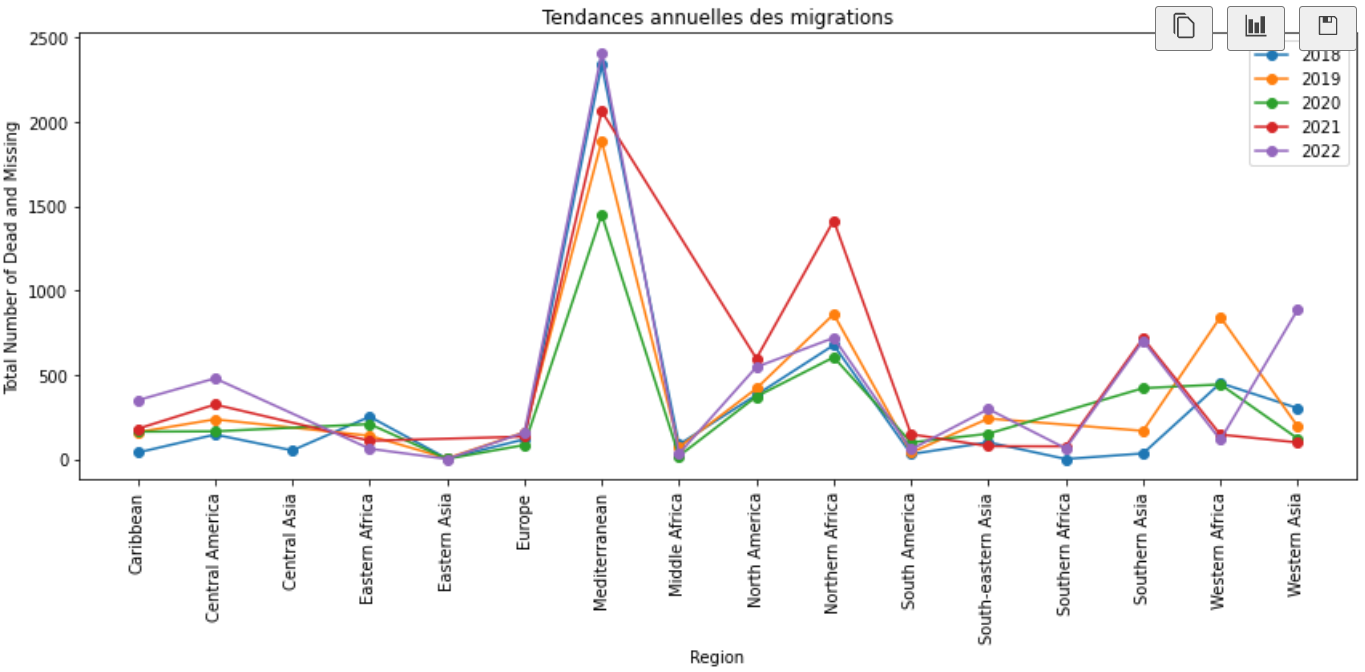 Tendances annuelles des migrations
Total Number of Dead and Missing
2500
2000
1500
1000
500
0
2018
2019
2020
2021
2022
Caribbean
Central America
Central Asia
Eastern Africa
Eastern Asia
Europe
Mediterranean
Middle Africa
North America
Northern Africa
South America
South-eastern Asia
Southern Africa
Southern Asia
Western Africa
Western Asia
Region